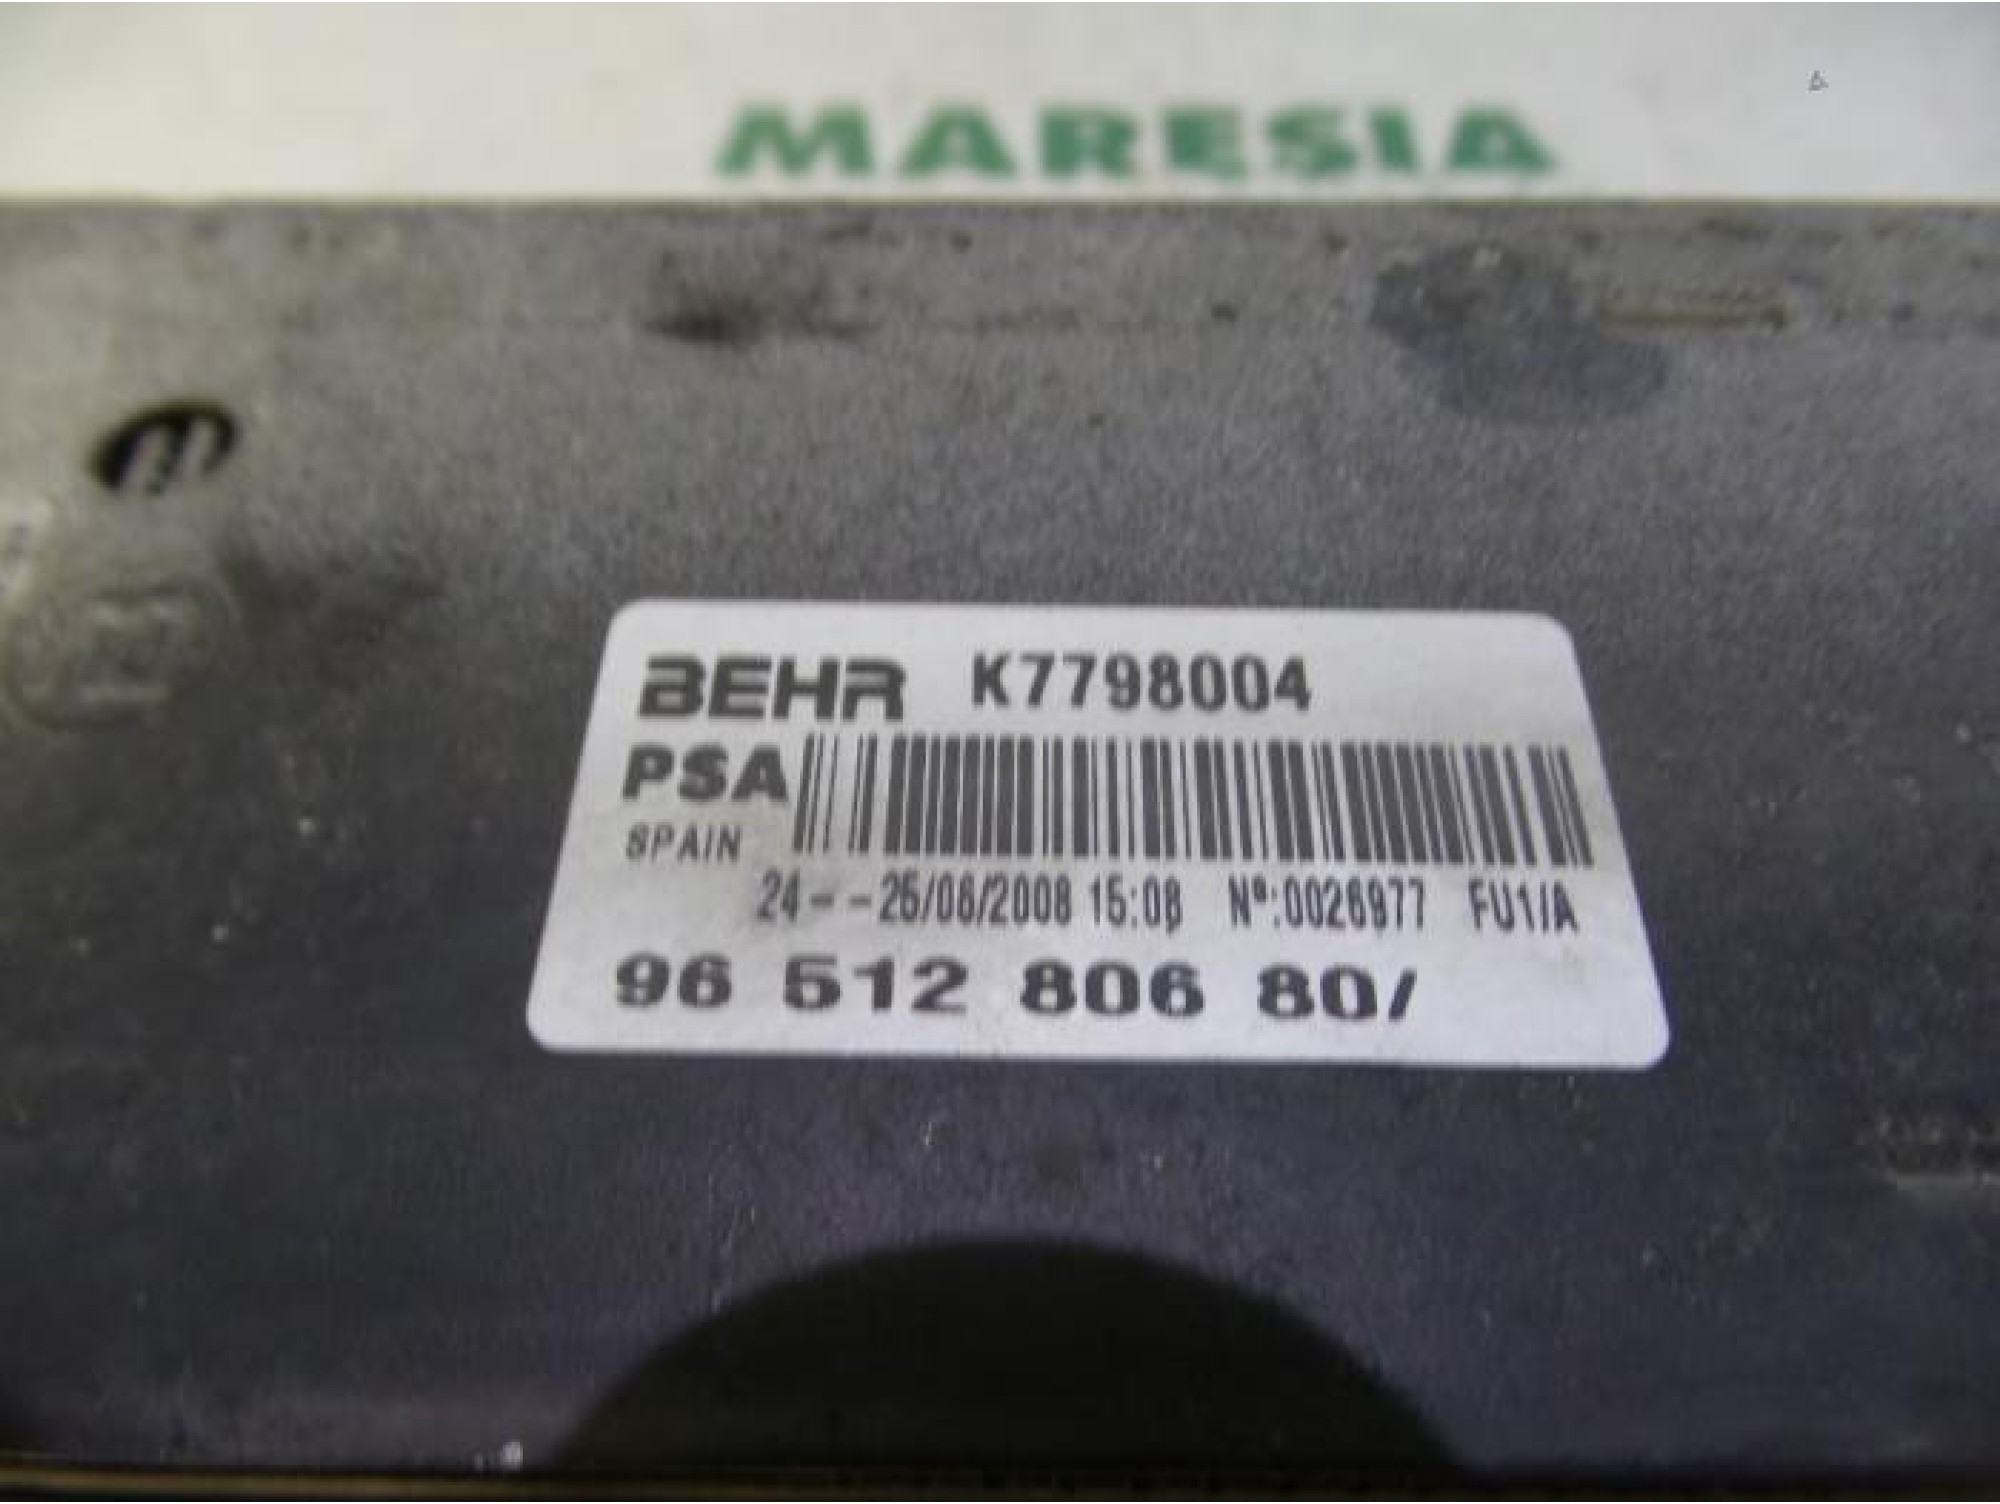 MARESIA
BEHR K7798004
PSA
SPAIN
24--25/06/2008 15:08 Nº:0026977 FU1/A
96 512 806 80/